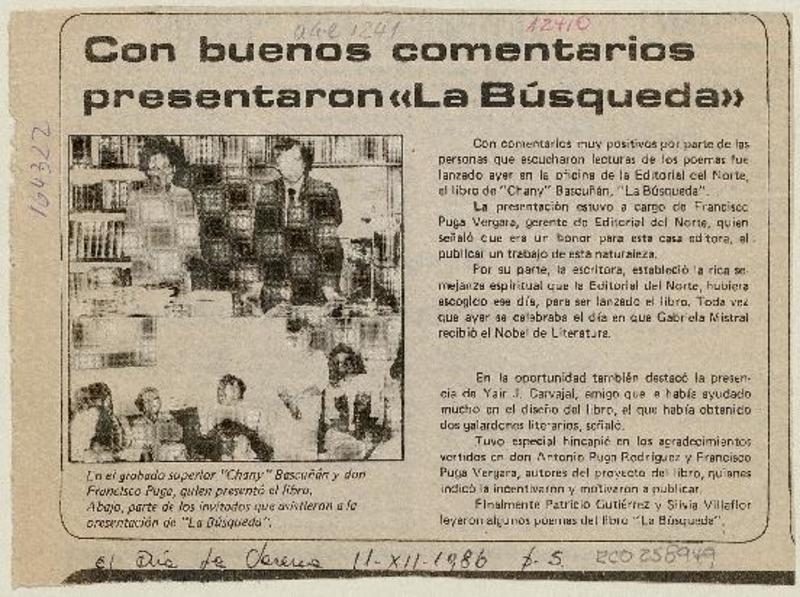 A2410
Con buenos comentarios
presentaron «La Búsqueda»
164322
Con comentarios muy positivos por parte de las
personas que escucharon lecturas de los poemas fue
lanzado ayer en la oficina de la Editorial del Norte,
el libro de "Chany" Bascuñán, "La Búsqueda".
La presentación estuvo a cargo de Francisco
Puga Vergara, gerente de Editorial del Norte, quien
señaló que era un honor para esta casa editora, el
publicar un trabajo de esta naturaleza.
Por su parte, la escritora, estableció la rica se-
mejanza espiritual que la Editorial del Norte, hubiera
escogido ese día, para ser lanzado el libro. Toda vez
que ayer se celebraba el día en que Gabriela Mistral
recibió el Nobel de Literatura.
En la oportunidad también destacó la presen-
cia de Yair J. Carvajal, amigo que le había ayudado
mucho en el diseño del libro, el que había obtenido
dos galardones literarios, señaló.
Tuvo especial hincapié en los agradecimientos
vertidos en don Antonio Puga Rodríguez y Francisco
Puga Vergara, autores del proyecto del libro, quienes
indicó la incentivaron y motivaron a publicar.
Finalmente Patricio Gutiérrez y Silvia Villaflor
leyeron algunos poemas del libro "La Búsqueda".
En el grabado superior "Chany" Bascuñán y don
Francisco Puga, quien presentó el libro.
Abajo, parte de los invitados que asistieron a la
presentación de "La Búsqueda".
El Día La Serena 11-XII-1986 p. 5. RCO 258949